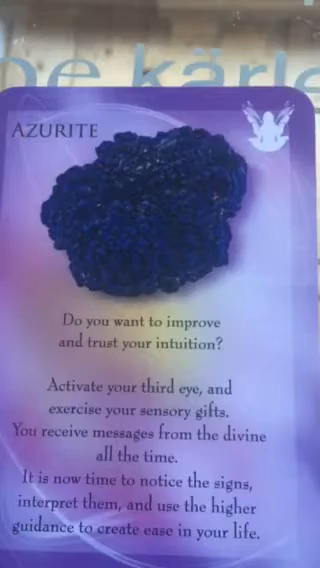 De kärle
AZURITE
Do you want to improve
and trust your intuition?
Activate your third eye, and
exercise your sensory gifts.
You receive messages from the divine
all the time.
It is now time to notice the signs,
interpret them, and use the higher
guidance to create ease in your life.